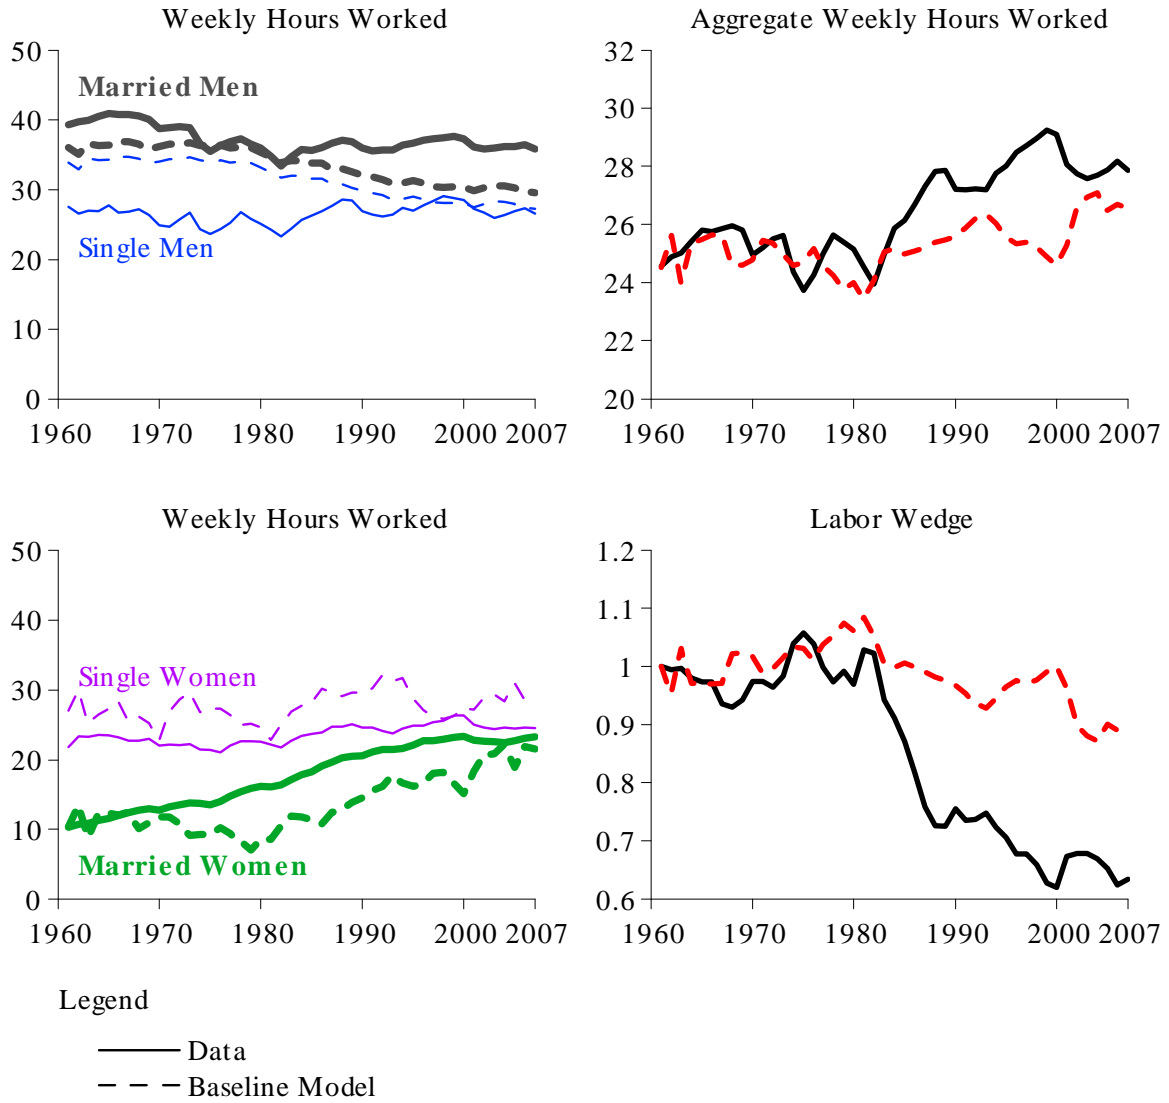 Weekly Hours Worked
50
40
30
20
10
0
Married Men
Single Men
1960 1970 1980 1990 2000 2007
Aggregate Weekly Hours Worked
32
30
28
26
24
22
20
1960 1970 1980 1990 2000 2007
Weekly Hours Worked
50
40
30
20
10
0
Single Women
Married Women
1960 1970 1980 1990 2000 2007
Labor Wedge
1.2
1.1
1
0.9
0.8
0.7
0.6
1960 1970 1980 1990 2000 2007
Legend
Data
Baseline Model